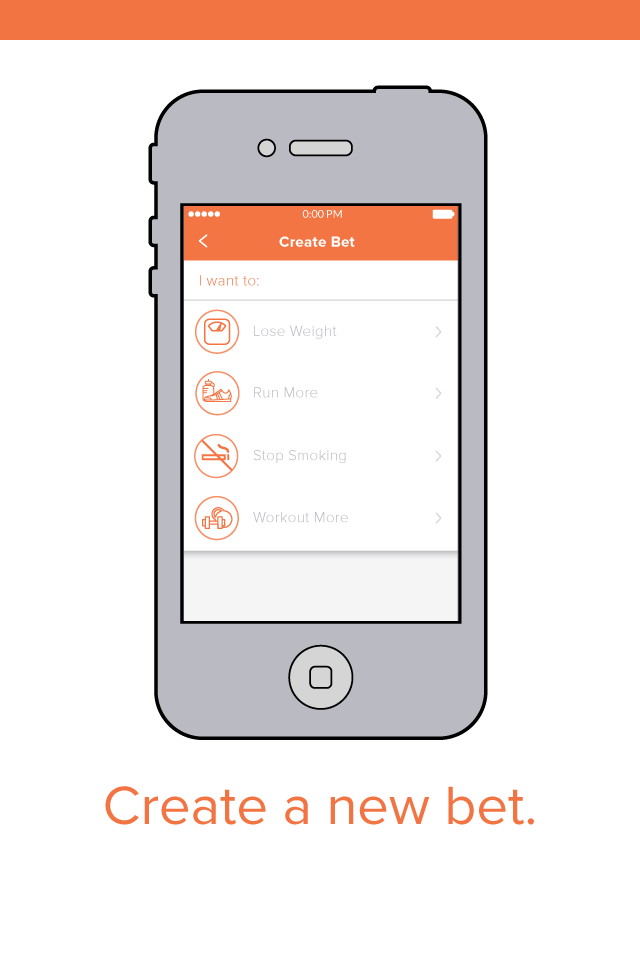 0:00 PM
Create Bet
I want to:
Lose Weight
Run More
Stop Smoking
Workout More
Create a new bet.